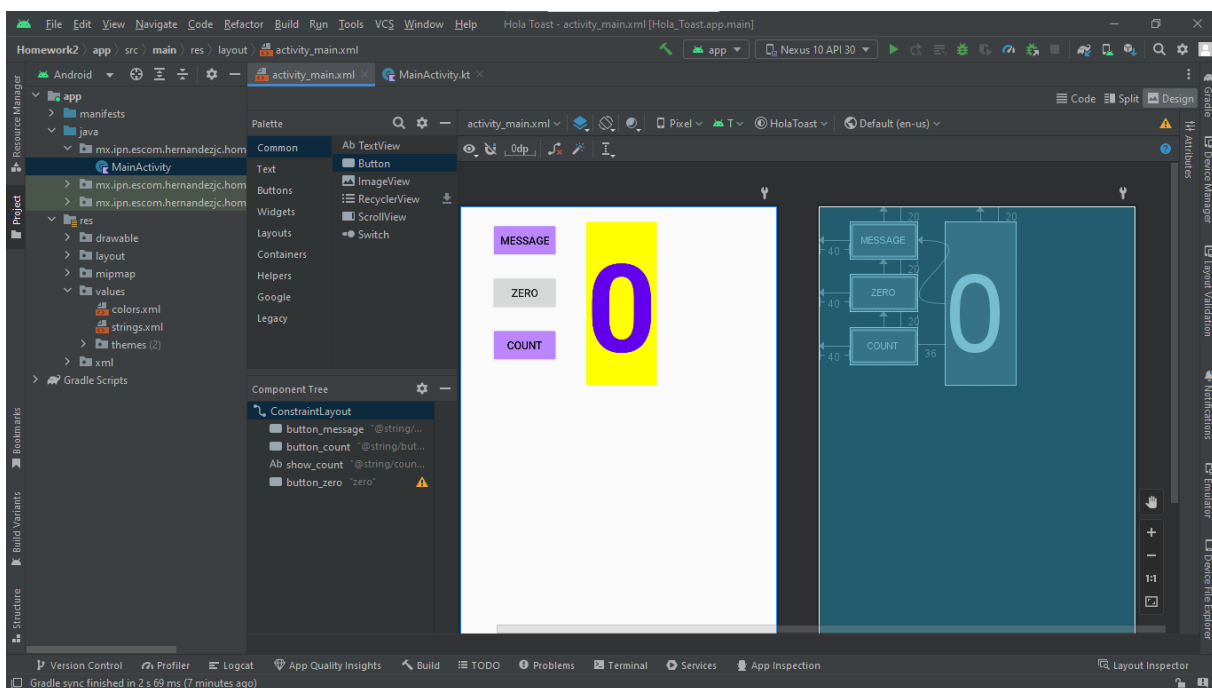 File Edit View Navigate Code Refactor Build Run Tools VCS Window Help Hola Toast - activity_main.xml [Hola_Toast.app.main]
Homework2 app src main res layout activity_main.xml app Nexus 10 API 30
Android activity_main.xml MainActivity.kt
Code Split Design
app
manifests
java
mx.ipn.escom.hernandezjc.hom
MainActivity
mx.ipn.escom.hernandezjc.hom
mx.ipn.escom.hernandezjc.hom
res
drawable
layout
mipmap
values
colors.xml
strings.xml
themes (2)
xml
Gradle Scripts
Palette
Common
Text
Buttons
Widgets
Layouts
Containers
Helpers
Google
Legacy
Ab TextView
Button
ImageView
RecyclerView
ScrollView
Switch
Component Tree
ConstraintLayout
button_message "@string/...
button_count "@string/but...
Ab show_count "@string/coun...
button_zero "zero"
activity_main.xml Pixel T HolaToast Default (en-us)
0dp
MESSAGE
ZERO
COUNT
0
20 20
MESSAGE
40
20
ZERO
40 20
20
COUNT
40 36
0
1:1
Resource Manager
Project
Bookmarks
Build Variants
Structure
Gradle
Attributes
Device Manager
Layout Validation
Notifications
Emulator
Device File Explorer
Version Control Profiler Logcat App Quality Insights Build TODO Problems Terminal Services App Inspection Layout Inspector
Gradle sync finished in 2 s 69 ms (7 minutes ago)